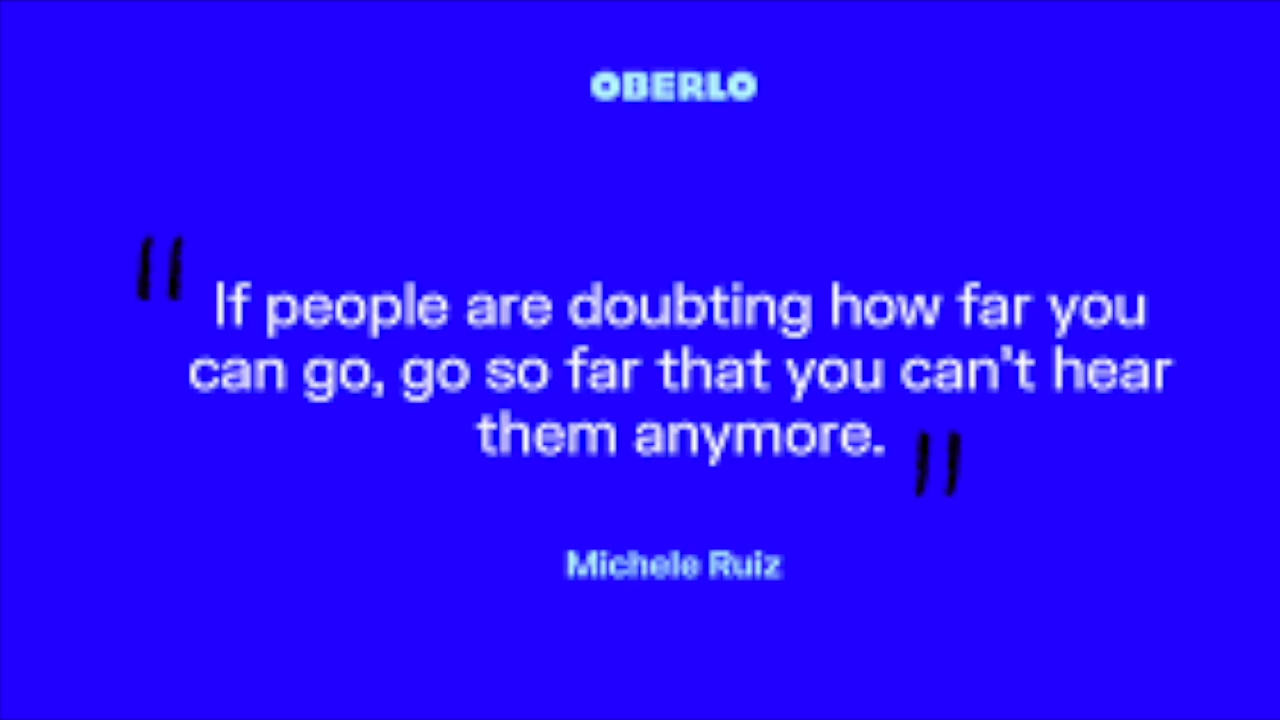 OBERLO
" If people are doubting how far you
can go, go so far that you can't hear
them anymore. "
Michele Ruiz